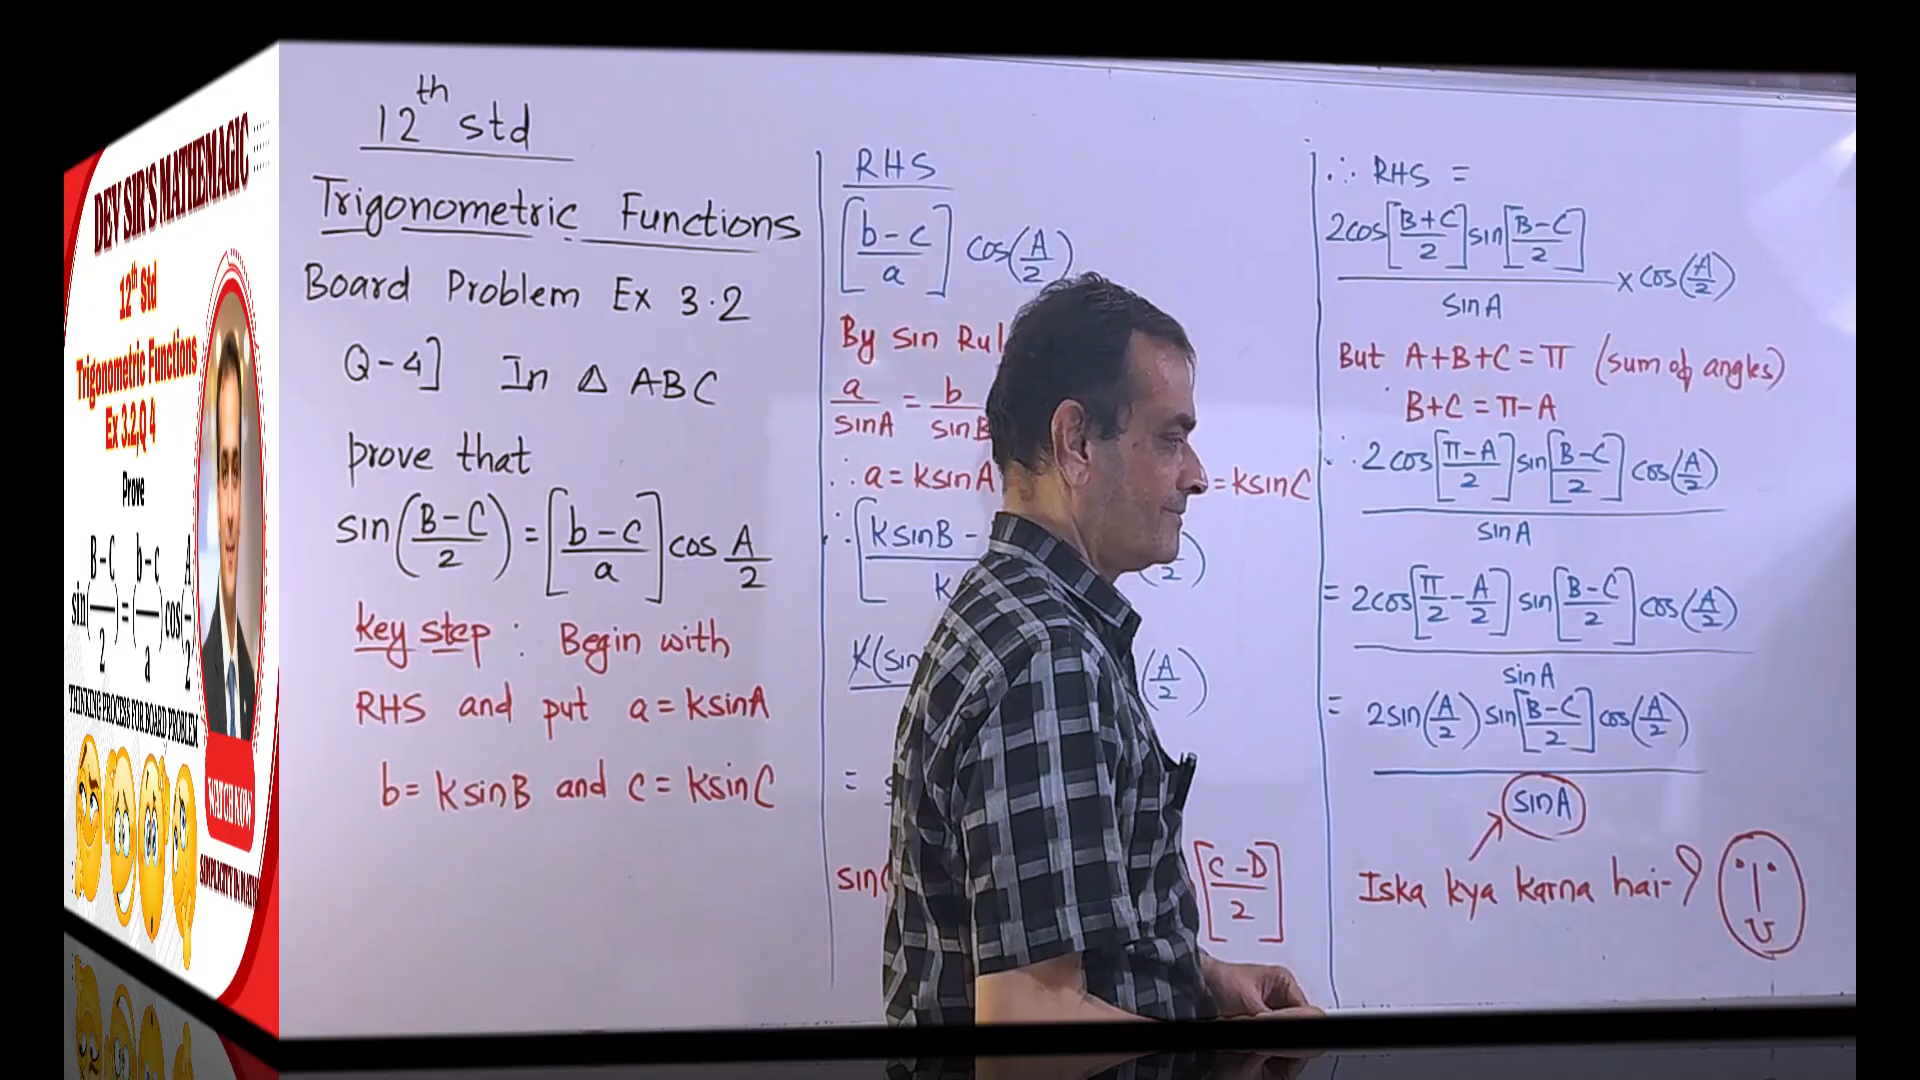 DEV SIR'S MATHEMAGIC
12th Std
Trigonometric Functions
Ex 3.2,Q 4
Prove
sin(B-C/2)=(b-c/a)cos(A/2)
THINKING PROCESS FOR BOARD PROBLEM
WATCH NOW
SIMPLICITY IN MATHS
12th std
Trigonometric Functions
Board Problem Ex 3.2
Q-4] In △ ABC
prove that
sin(B-C/2)=[b-c/a]cos A/2
key step : Begin with
RHS and put a=ksinA
b=ksinB and c=ksinC
RHS
[b-c/a] cos(A/2)
By sin
a/sinA = b/sinB
∴ a=ksinA =ksinC
∴ [ksinB - 
k
K(sin (A/2)
=
sin( [C-D/2]
∴ RHS =
2cos[B+C/2]sin[B-C/2]/sinA × cos(A/2)
But A+B+C=π (sum of angles)
B+C=π-A
∴ 2cos[π-A/2]sin[B-C/2]cos(A/2)
sinA
= 2cos[π/2-A/2]sin[B-C/2]cos(A/2)
sinA
= 2sin(A/2)sin[B-C/2]cos(A/2)
sinA
Iska kya karna hai-?